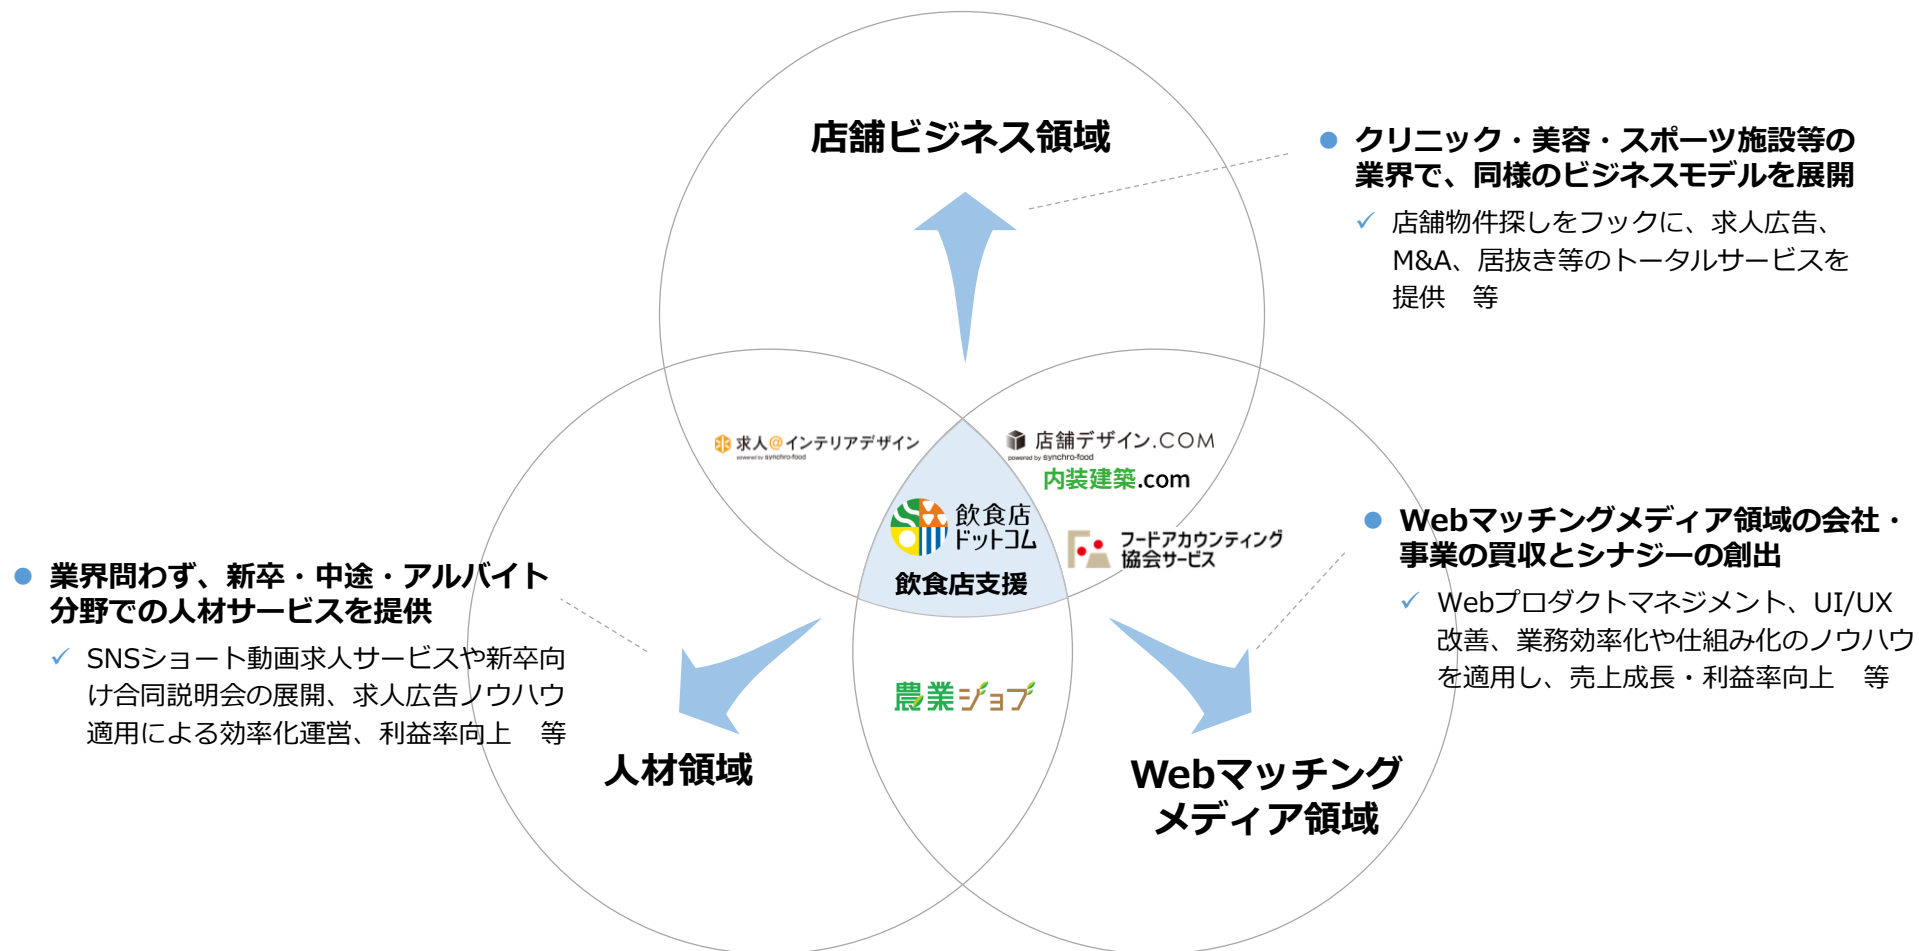 店舗ビジネス領域
クリニック・美容・スポーツ施設等の
業界で、同様のビジネスモデルを展開
店舗物件探しをフックに、求人広告、
M&A、居抜き等のトータルサービスを
提供　等
求人@インテリアデザイン
powered by synchro-food
店舗デザイン.COM
powered by synchro-food
内装建築.com
飲食店
ドットコム
飲食店支援
フードアカウンティング
協会サービス
Webマッチングメディア領域の会社・
事業の買収とシナジーの創出
Webプロダクトマネジメント、UI/UX
改善、業務効率化や仕組み化のノウハウ
を適用し、売上成長・利益率向上　等
業界問わず、新卒・中途・アルバイト
分野での人材サービスを提供
SNSショート動画求人サービスや新卒向
け合同説明会の展開、求人広告ノウハウ
適用による効率化運営、利益率向上　等
農業ジョブ
人材領域
Webマッチング
メディア領域